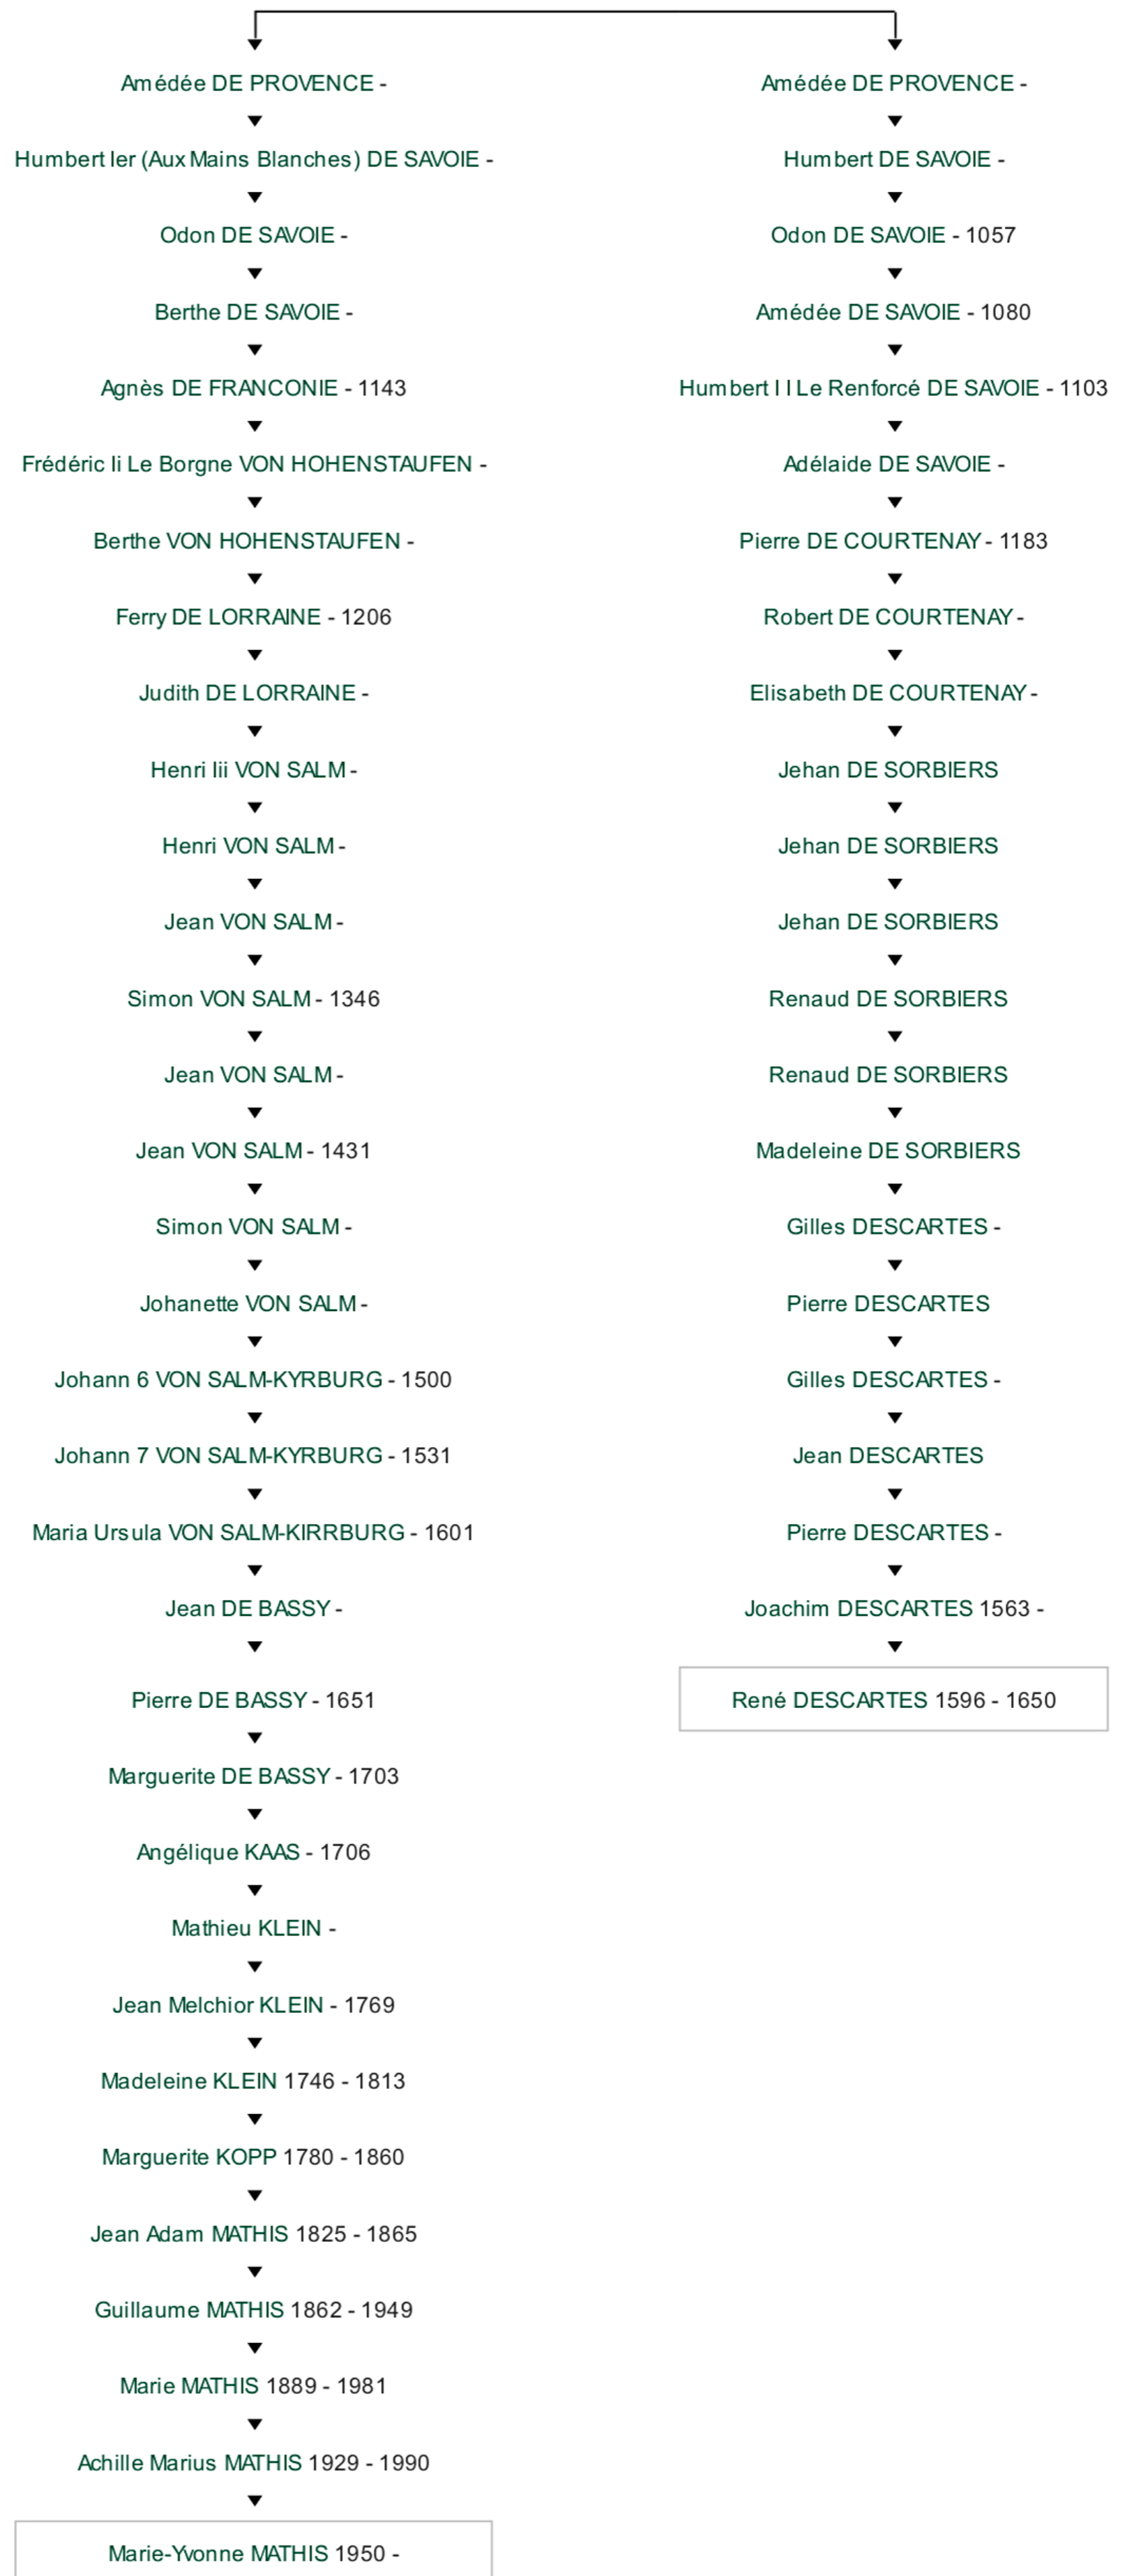 Amédée DE PROVENCE -
Humbert Ier (Aux Mains Blanches) DE SAVOIE -
Odon DE SAVOIE -
Berthe DE SAVOIE -
Agnès DE FRANCONIE - 1143
Frédéric Ii Le Borgne VON HOHENSTAUFEN -
Berthe VON HOHENSTAUFEN -
Ferry DE LORRAINE - 1206
Judith DE LORRAINE -
Henri Iii VON SALM -
Henri VON SALM -
Jean VON SALM -
Simon VON SALM - 1346
Jean VON SALM -
Jean VON SALM - 1431
Simon VON SALM -
Johanette VON SALM -
Johann 6 VON SALM-KYRBURG - 1500
Johann 7 VON SALM-KYRBURG - 1531
Maria Ursula VON SALM-KIRRBURG - 1601
Jean DE BASSY -
Pierre DE BASSY - 1651
Marguerite DE BASSY - 1703
Angélique KAAS - 1706
Mathieu KLEIN -
Jean Melchior KLEIN - 1769
Madeleine KLEIN 1746 - 1813
Marguerite KOPP 1780 - 1860
Jean Adam MATHIS 1825 - 1865
Guillaume MATHIS 1862 - 1949
Marie MATHIS 1889 - 1981
Achille Marius MATHIS 1929 - 1990
Marie-Yvonne MATHIS 1950 -
Amédée DE PROVENCE -
Humbert DE SAVOIE -
Odon DE SAVOIE - 1057
Amédée DE SAVOIE - 1080
Humbert I I Le Renforcé DE SAVOIE - 1103
Adélaide DE SAVOIE -
Pierre DE COURTENAY - 1183
Robert DE COURTENAY -
Elisabeth DE COURTENAY -
Jehan DE SORBIERS
Jehan DE SORBIERS
Jehan DE SORBIERS
Renaud DE SORBIERS
Renaud DE SORBIERS
Madeleine DE SORBIERS
Gilles DESCARTES -
Pierre DESCARTES
Gilles DESCARTES -
Jean DESCARTES
Pierre DESCARTES -
Joachim DESCARTES 1563 -
René DESCARTES 1596 - 1650